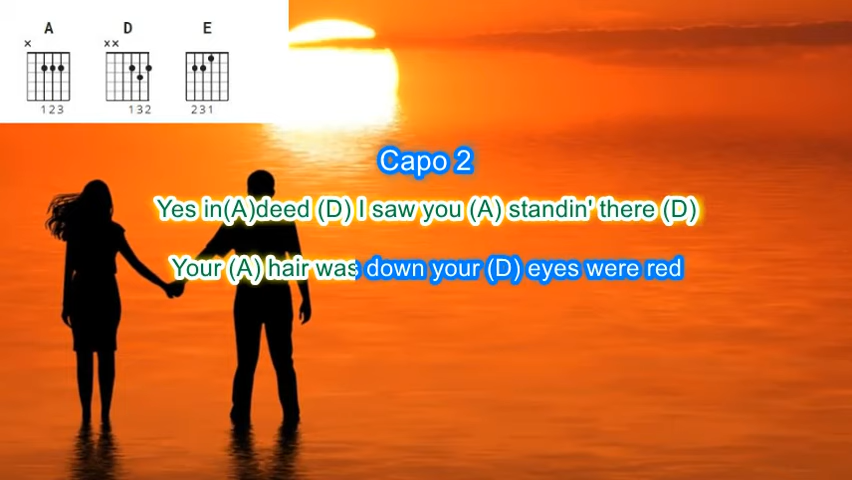 A D E
x xx
123 132 231
Capo 2
Yes in(A)deed (D) I saw you (A) standin' there (D)
Your (A) hair was down your (D) eyes were red